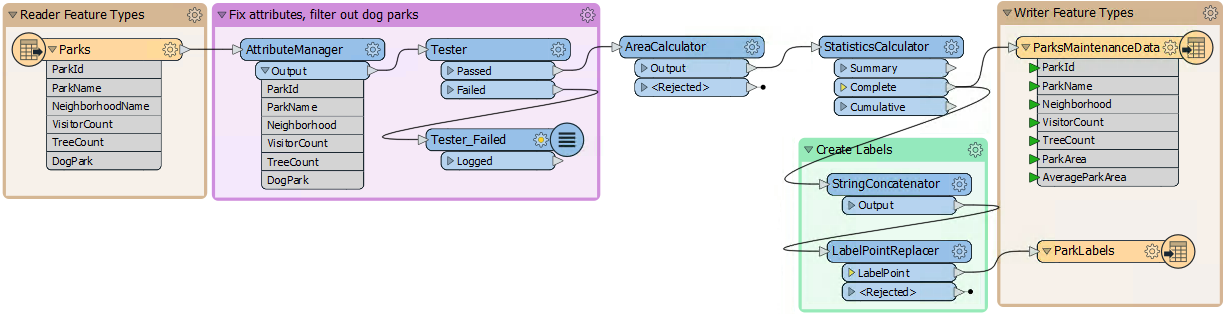 Reader Feature Types
Parks
ParkId
ParkName
NeighborhoodName
VisitorCount
TreeCount
DogPark
Fix attributes, filter out dog parks
AttributeManager
Output
ParkId
ParkName
Neighborhood
VisitorCount
TreeCount
DogPark
Tester
Passed
Failed
Tester_Failed
Logged
AreaCalculator
Output
<Rejected>
StatisticsCalculator
Summary
Complete
Cumulative
Create Labels
StringConcatenator
Output
LabelPointReplacer
LabelPoint
<Rejected>
Writer Feature Types
ParksMaintenanceData
ParkId
ParkName
Neighborhood
VisitorCount
TreeCount
ParkArea
AverageParkArea
ParkLabels